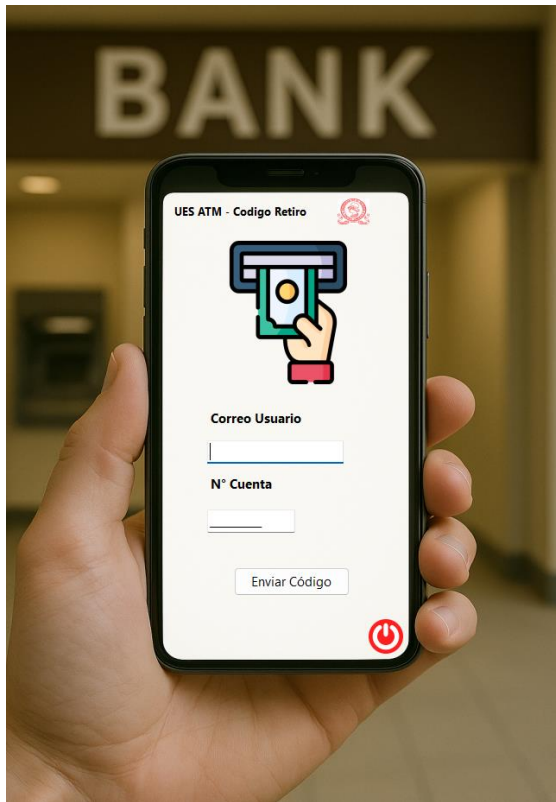 BANK
UES ATM - Codigo Retiro
Correo Usuario
N° Cuenta
Enviar Código